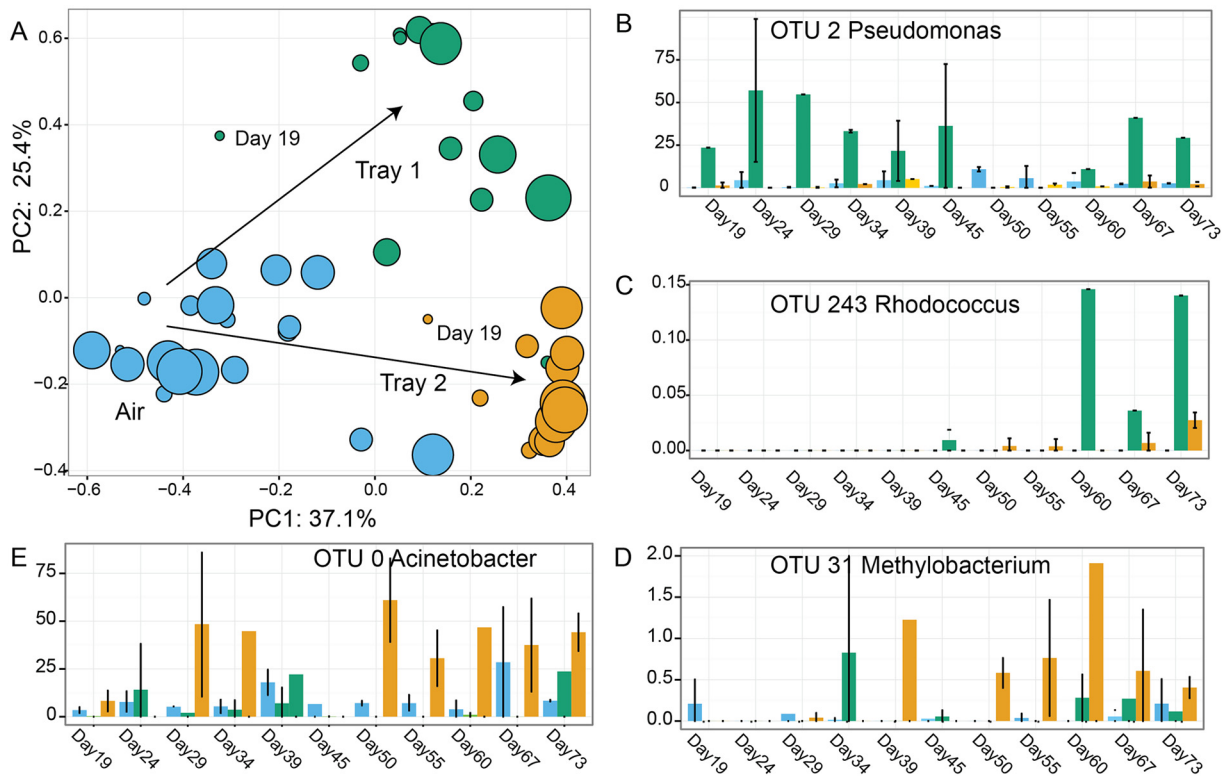 A
PC2: 25.4%
0.6
0.4
0.2
0.0
−0.2
−0.4
Day 19
Tray 1
Day 19
Tray 2
Air
−0.6
−0.4
−0.2
0.0
0.2
0.4
PC1: 37.1%
B
OTU 2 Pseudomonas
75
50
25
0
Day19
Day24
Day29
Day34
Day39
Day45
Day50
Day55
Day60
Day67
Day73
C
OTU 243 Rhodococcus
0.15
0.10
0.05
0.00
Day19
Day24
Day29
Day34
Day39
Day45
Day50
Day55
Day60
Day67
Day73
E
OTU 0 Acinetobacter
75
50
25
0
Day19
Day24
Day29
Day34
Day39
Day45
Day50
Day55
Day60
Day67
Day73
D
OTU 31 Methylobacterium
2.0
1.5
1.0
0.5
0.0
Day19
Day24
Day29
Day34
Day39
Day45
Day50
Day55
Day60
Day67
Day73